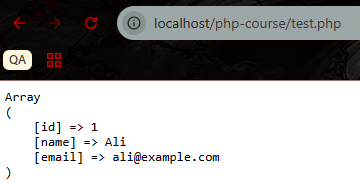 localhost/php-course/test.php
QA
Array
(
    [id] => 1
    [name] => Ali
    [email] => ali@example.com
)